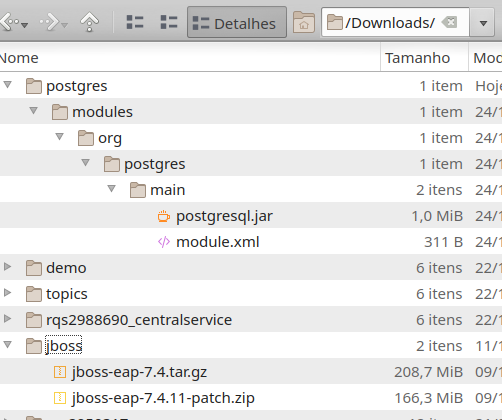 Detalhes /Downloads/
Nome Tamanho Mod
postgres 1 item Hoje
modules 1 item 24/1
org 1 item 24/1
postgres 1 item 24/1
main 2 itens 24/1
postgresql.jar 1,0 MiB 24/1
module.xml 311 B 24/1
demo 6 itens 22/1
topics 6 itens 22/1
rqs2988690_centralservice 6 itens 22/1
jboss 2 itens 11/1
jboss-eap-7.4.tar.gz 208,7 MiB 09/1
jboss-eap-7.4.11-patch.zip 166,3 MiB 09/1